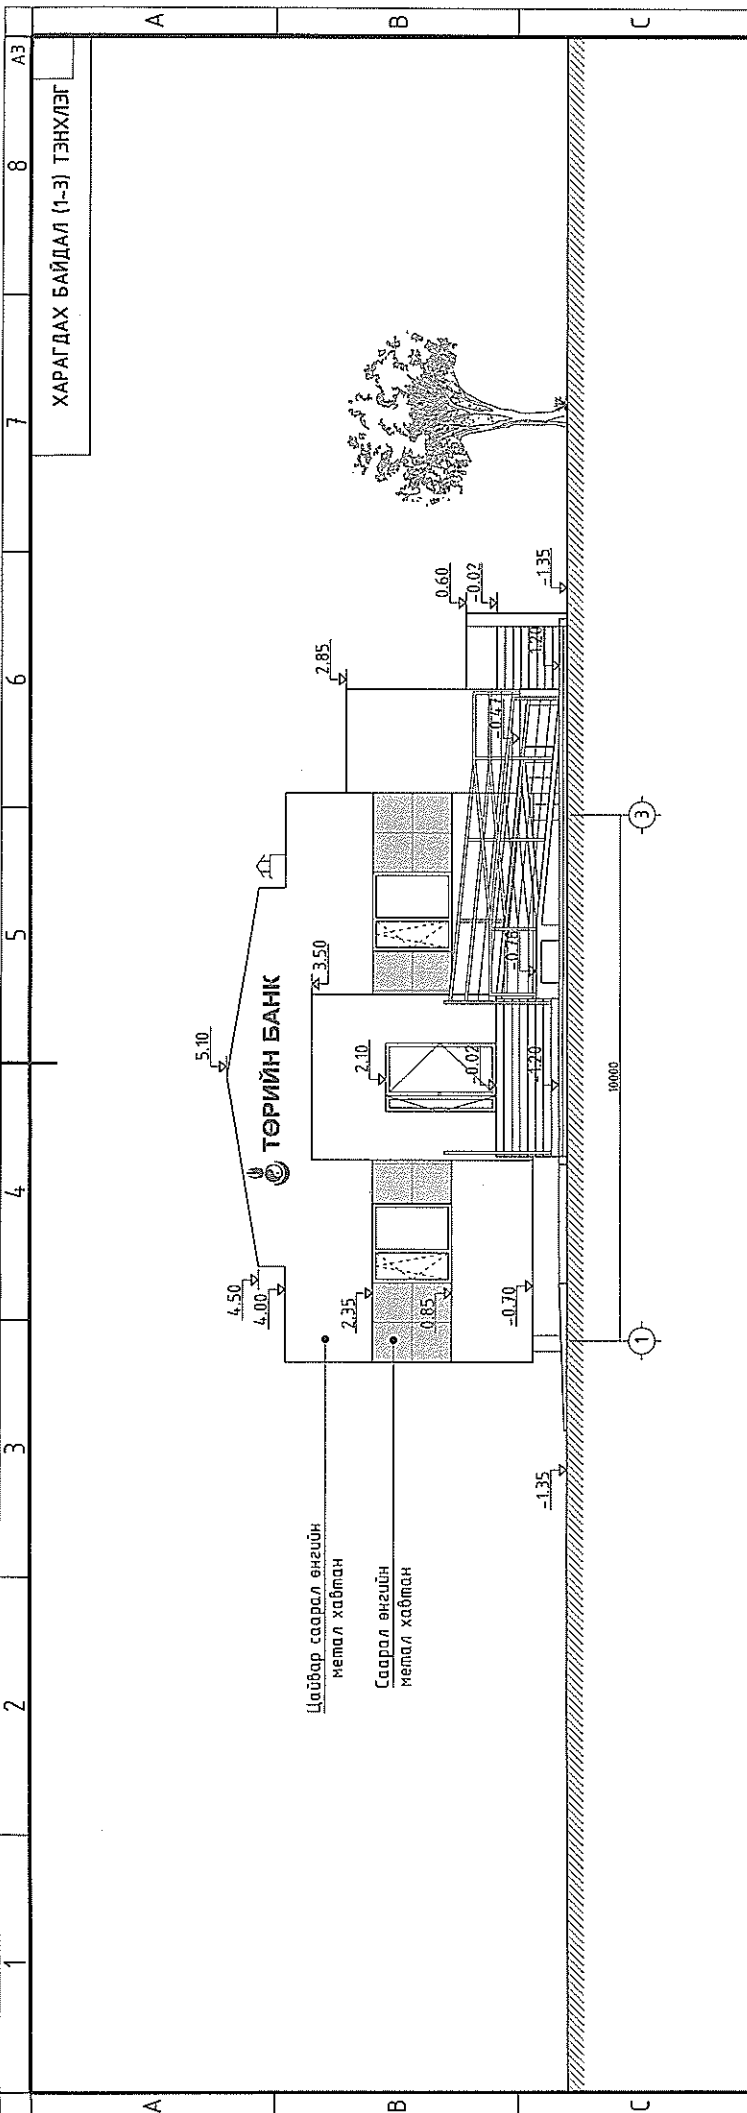 1
2
3
4
5
6
7
8
A3
A
A
B
B
C
C
ХАРАГДАХ БАЙДАЛ (1-3) ТЭНХЛЭГ
5.10
4.50
4.00
ТӨРИЙН БАНК
3.50
2.85
2.35
2.10
0.85
0.60
-0.02
-0.02
-0.47
-0.70
-0.76
-1.20
-1.20
-1.35
-1.35
Цайвар саарал өнгийн
метал хавтан
Саарал өнгийн
метал хавтан
10000
1
3